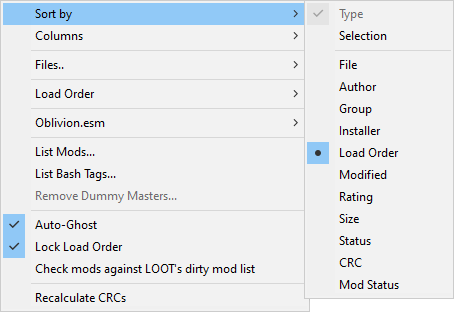 Sort by
Columns
Files..
Load Order
Oblivion.esm
List Mods...
List Bash Tags...
Remove Dummy Masters...
Auto-Ghost
Lock Load Order
Check mods against LOOT's dirty mod list
Recalculate CRCs
Type
Selection
File
Author
Group
Installer
Load Order
Modified
Rating
Size
Status
CRC
Mod Status